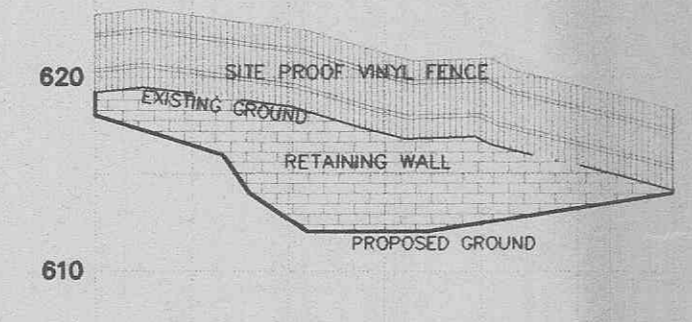 620
SITE PROOF VINYL FENCE
EXISTING GROUND
RETAINING WALL
PROPOSED GROUND
610